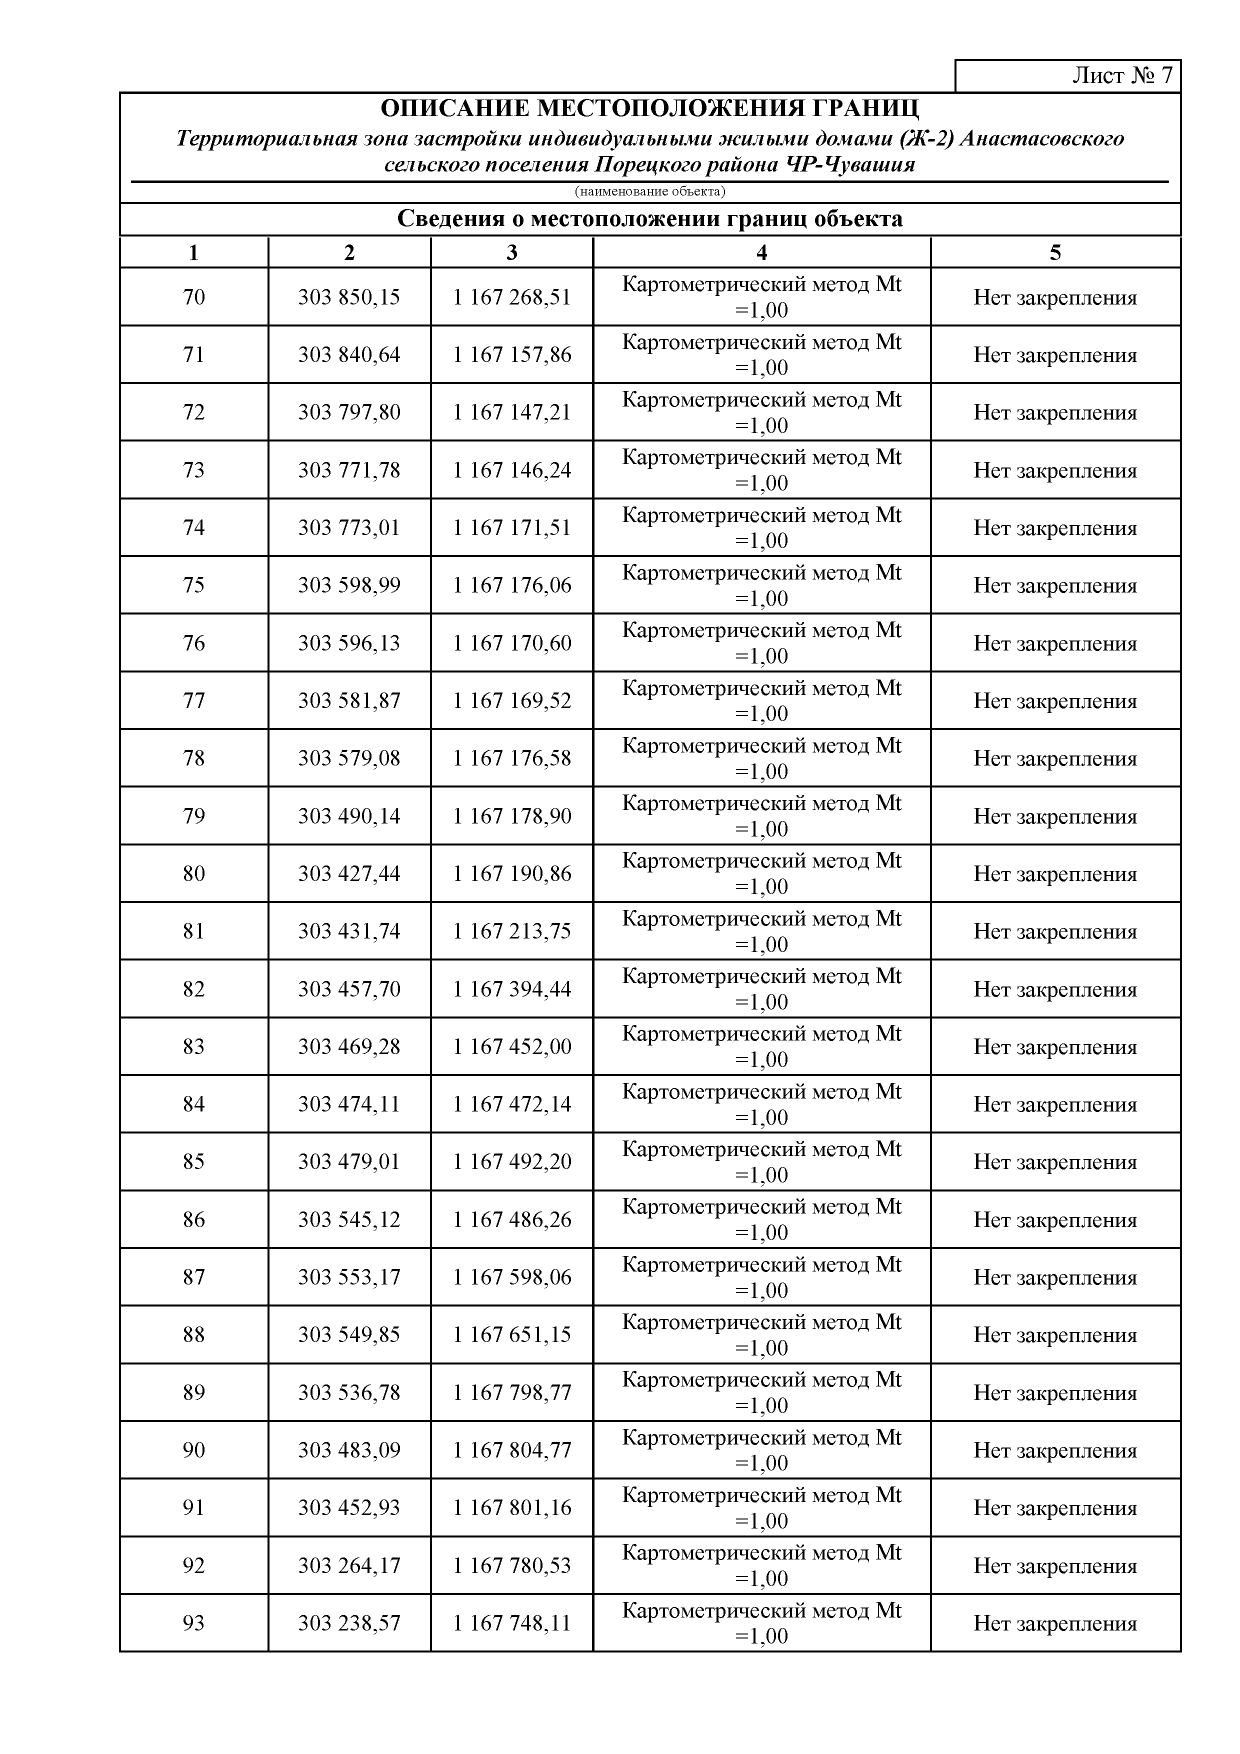 Лист № 7
ОПИСАНИЕ МЕСТОПОЛОЖЕНИЯ ГРАНИЦ
Территориальная зона застройки индивидуальными жилыми домами (Ж-2) Анастасовского
сельского поселения Порецкого района ЧР-Чувашия
(наименование объекта)
Сведения о местоположении границ объекта
1 2 3 4 5
70 303 850,15 1 167 268,51 Картометрический метод Mt
=1,00 Нет закрепления
71 303 840,64 1 167 157,86 Картометрический метод Mt
=1,00 Нет закрепления
72 303 797,80 1 167 147,21 Картометрический метод Mt
=1,00 Нет закрепления
73 303 771,78 1 167 146,24 Картометрический метод Mt
=1,00 Нет закрепления
74 303 773,01 1 167 171,51 Картометрический метод Mt
=1,00 Нет закрепления
75 303 598,99 1 167 176,06 Картометрический метод Mt
=1,00 Нет закрепления
76 303 596,13 1 167 170,60 Картометрический метод Mt
=1,00 Нет закрепления
77 303 581,87 1 167 169,52 Картометрический метод Mt
=1,00 Нет закрепления
78 303 579,08 1 167 176,58 Картометрический метод Mt
=1,00 Нет закрепления
79 303 490,14 1 167 178,90 Картометрический метод Mt
=1,00 Нет закрепления
80 303 427,44 1 167 190,86 Картометрический метод Mt
=1,00 Нет закрепления
81 303 431,74 1 167 213,75 Картометрический метод Mt
=1,00 Нет закрепления
82 303 457,70 1 167 394,44 Картометрический метод Mt
=1,00 Нет закрепления
83 303 469,28 1 167 452,00 Картометрический метод Mt
=1,00 Нет закрепления
84 303 474,11 1 167 472,14 Картометрический метод Mt
=1,00 Нет закрепления
85 303 479,01 1 167 492,20 Картометрический метод Mt
=1,00 Нет закрепления
86 303 545,12 1 167 486,26 Картометрический метод Mt
=1,00 Нет закрепления
87 303 553,17 1 167 598,06 Картометрический метод Mt
=1,00 Нет закрепления
88 303 549,85 1 167 651,15 Картометрический метод Mt
=1,00 Нет закрепления
89 303 536,78 1 167 798,77 Картометрический метод Mt
=1,00 Нет закрепления
90 303 483,09 1 167 804,77 Картометрический метод Mt
=1,00 Нет закрепления
91 303 452,93 1 167 801,16 Картометрический метод Mt
=1,00 Нет закрепления
92 303 264,17 1 167 780,53 Картометрический метод Mt
=1,00 Нет закрепления
93 303 238,57 1 167 748,11 Картометрический метод Mt
=1,00 Нет закрепления